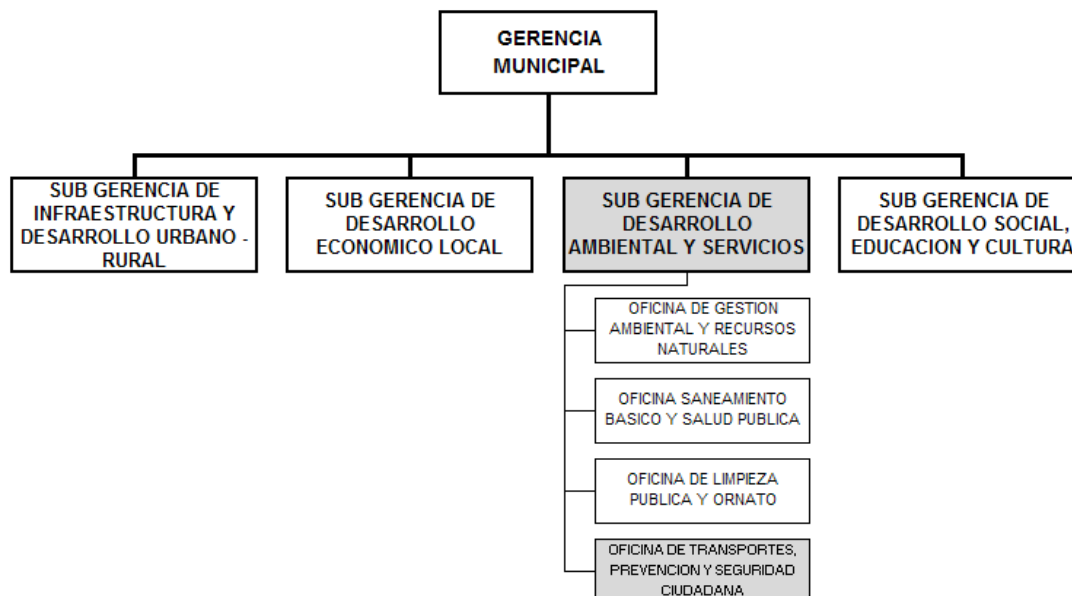 GERENCIA
MUNICIPAL
SUB GERENCIA DE
INFRAESTRUCTURA Y
DESARROLLO URBANO -
RURAL
SUB GERENCIA DE
DESARROLLO
ECONOMICO LOCAL
SUB GERENCIA DE
DESARROLLO
AMBIENTAL Y SERVICIOS
SUB GERENCIA DE
DESARROLLO SOCIAL,
EDUCACION Y CULTURA
OFICINA DE GESTION
AMBIENTAL Y RECURSOS
NATURALES
OFICINA SANEAMIENTO
BASICO Y SALUD PUBLICA
OFICINA DE LIMPIEZA
PUBLICA Y ORNATO
OFICINA DE TRANSPORTES,
PREVENCION Y SEGURIDAD
CIUDADANA